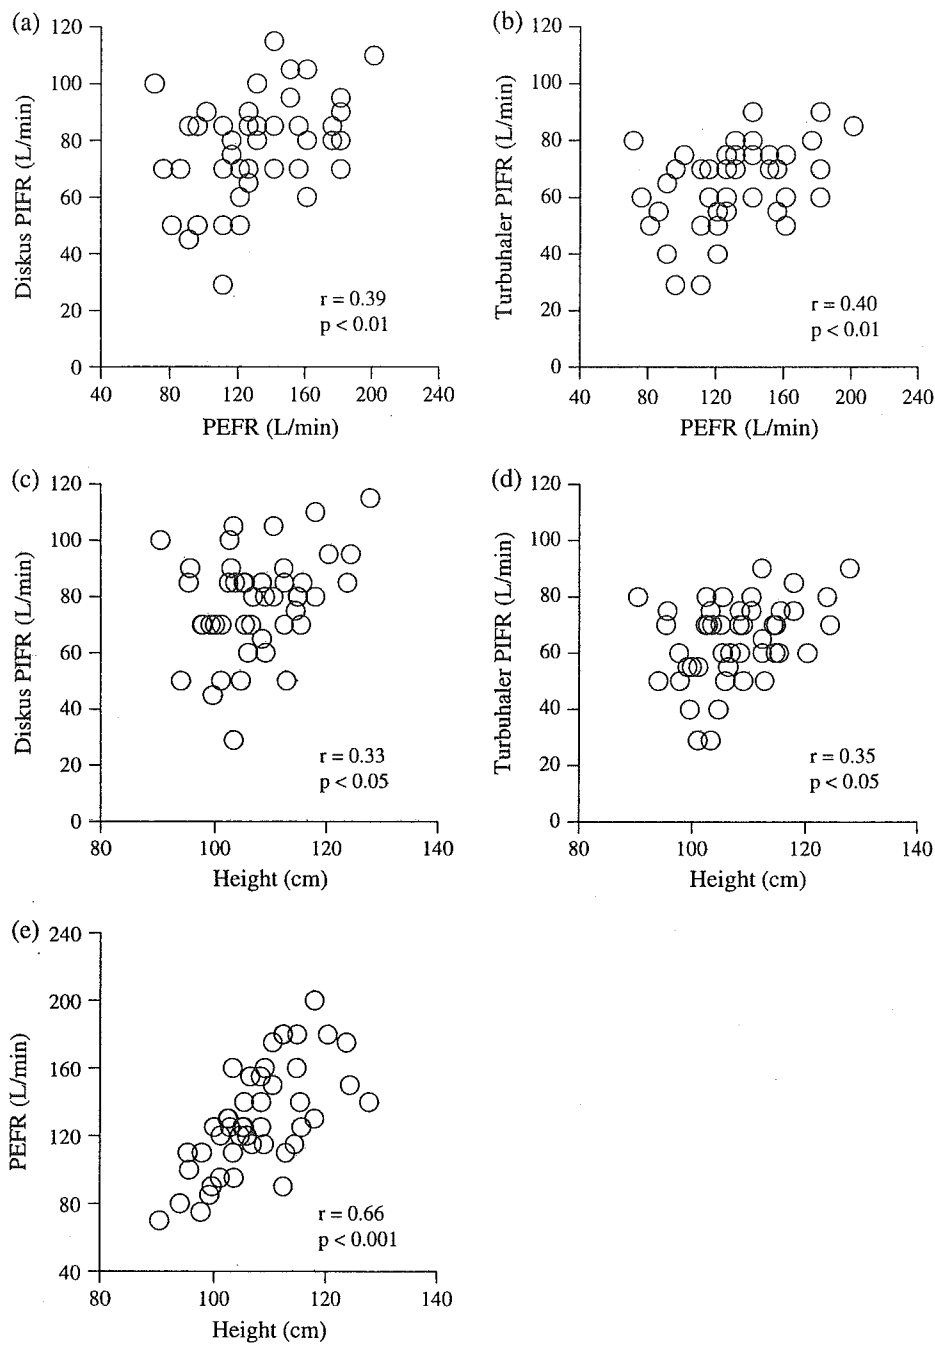 (a)
120
100
80
60
40
20
0
Diskus PIFR (L/min)
r = 0.39
p < 0.01
40 80 120 160 200 240
PEFR (L/min)
(b)
120
100
80
60
40
20
0
Turbuhaler PIFR (L/min)
r = 0.40
p < 0.01
40 80 120 160 200 240
PEFR (L/min)
(c)
120
100
80
60
40
20
0
Diskus PIFR (L/min)
r = 0.33
p < 0.05
80 100 120 140
Height (cm)
(d)
120
100
80
60
40
20
0
Turbuhaler PIFR (L/min)
r = 0.35
p < 0.05
80 100 120 140
Height (cm)
(e)
240
200
160
120
80
40
PEFR (L/min)
r = 0.66
p < 0.001
80 100 120 140
Height (cm)